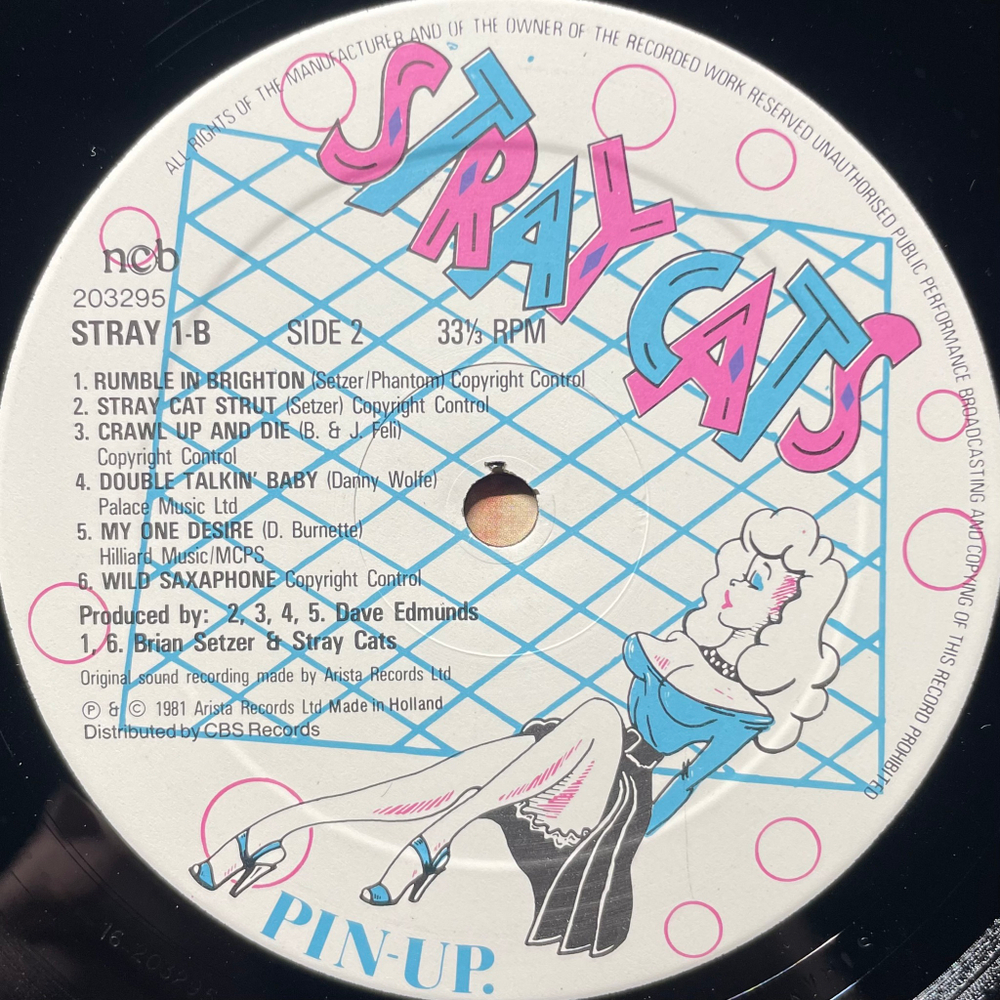 ALL RIGHTS OF THE MANUFACTURER AND OF THE OWNER OF THE RECORDED WORK RESERVED UNAUTHORISED PUBLIC PERFORMANCE BROADCASTING AND COPYING OF THIS RECORD PROHIBITED
STRAY CATS
ncb
203295
STRAY 1-B SIDE 2 33⅓ RPM
1. RUMBLE IN BRIGHTON (Setzer/Phantom) Copyright Control
2. STRAY CAT STRUT (Setzer) Copyright Control
3. CRAWL UP AND DIE (B. & J. Feli)
Copyright Control
4. DOUBLE TALKIN' BABY (Danny Wolfe)
Palace Music Ltd
5. MY ONE DESIRE (D. Burnette)
Hilliard Music/MCPS
6. WILD SAXAPHONE Copyright Control
Produced by: 2, 3, 4, 5. Dave Edmunds
1, 6. Brian Setzer & Stray Cats
Original sound recording made by Arista Records Ltd
℗ & © 1981 Arista Records Ltd Made in Holland
Distributed by CBS Records
PIN-UP.